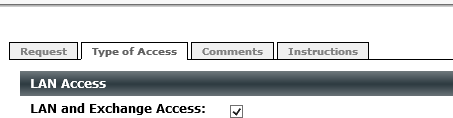 Request Type of Access Comments Instructions
LAN Access
LAN and Exchange Access: